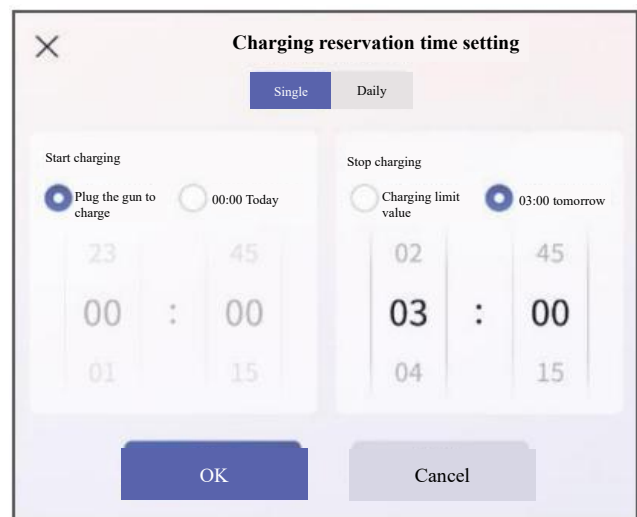 Charging reservation time setting
Single Daily
Start charging
Plug the gun to
charge
00:00 Today
23 45
00 : 00
01 15
Stop charging
Charging limit
value
03:00 tomorrow
02 45
03 : 00
04 15
OK Cancel